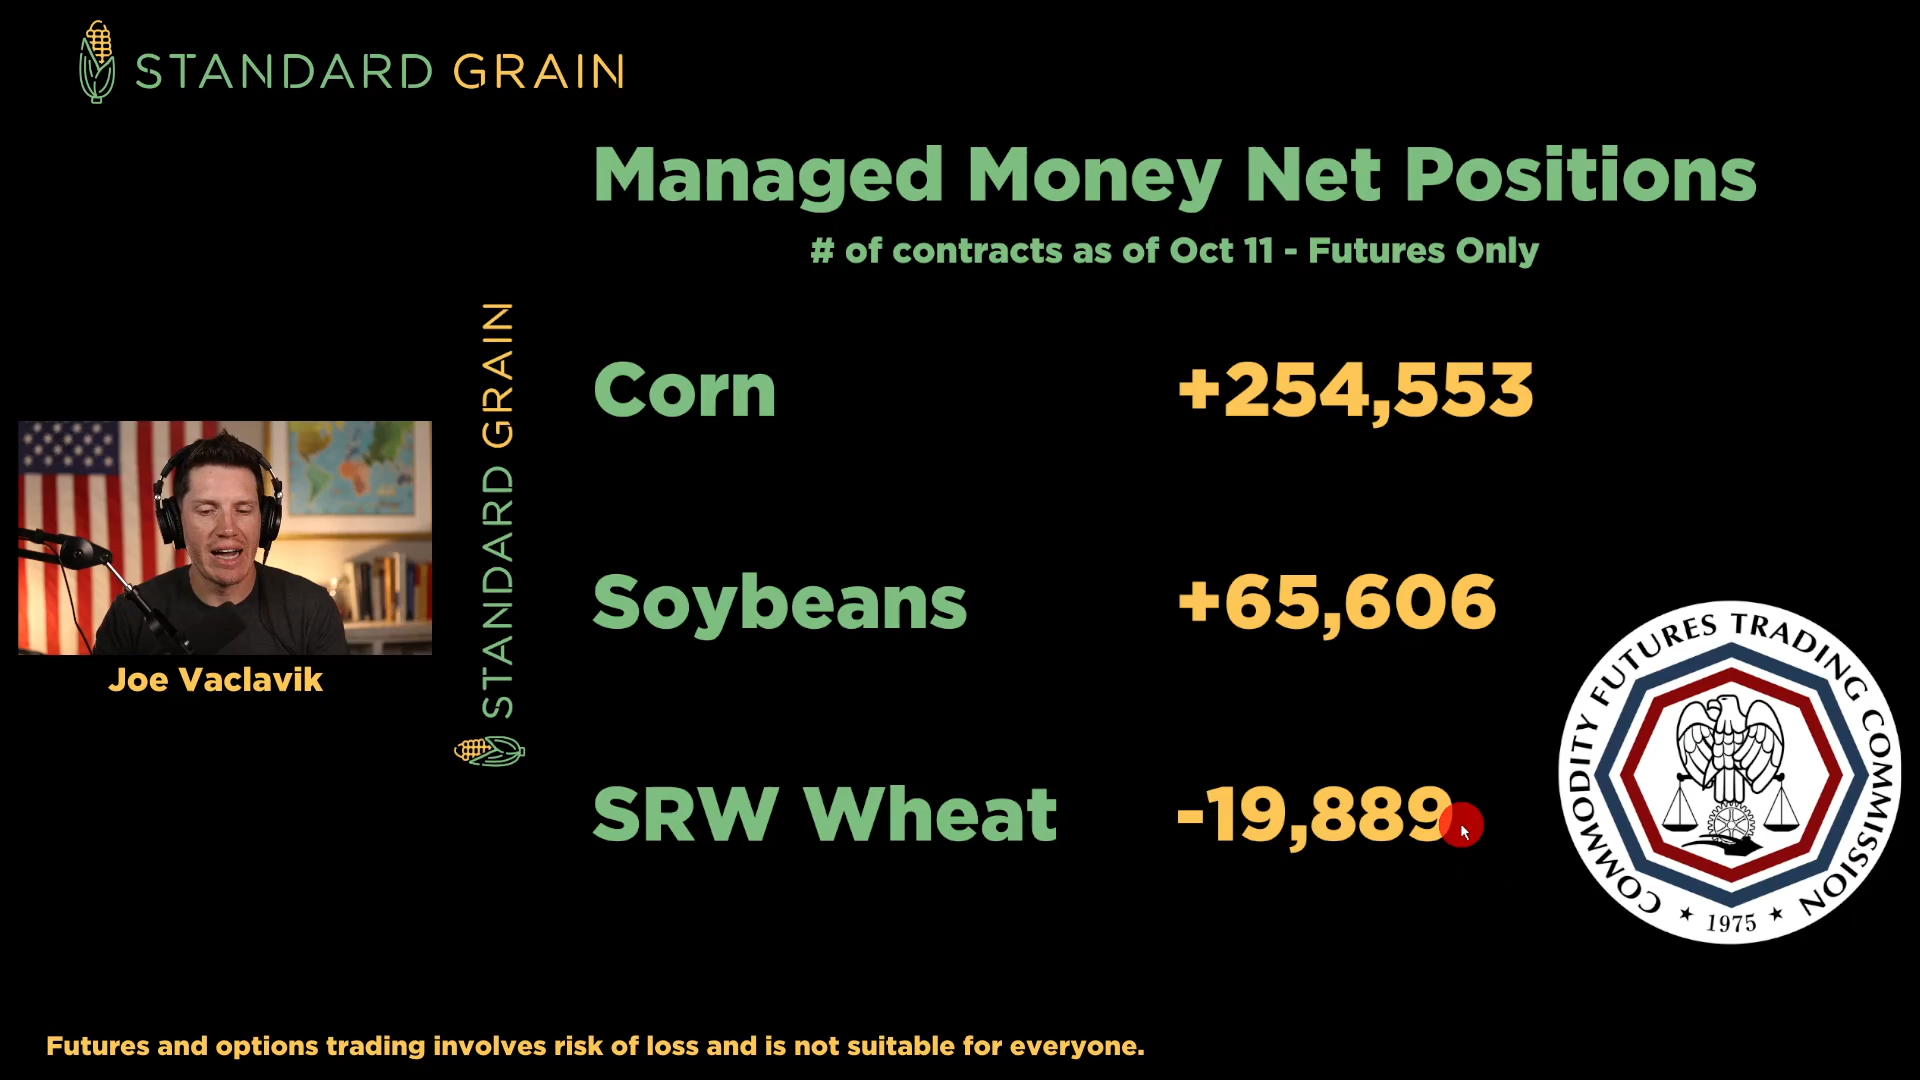 STANDARD GRAIN
Managed Money Net Positions
# of contracts as of Oct 11 - Futures Only
STANDARD GRAIN
Corn +254,553
Soybeans +65,606
SRW Wheat -19,889
Joe Vaclavik
COMMODITY FUTURES TRADING COMMISSION
★ 1975 ★
Futures and options trading involves risk of loss and is not suitable for everyone.